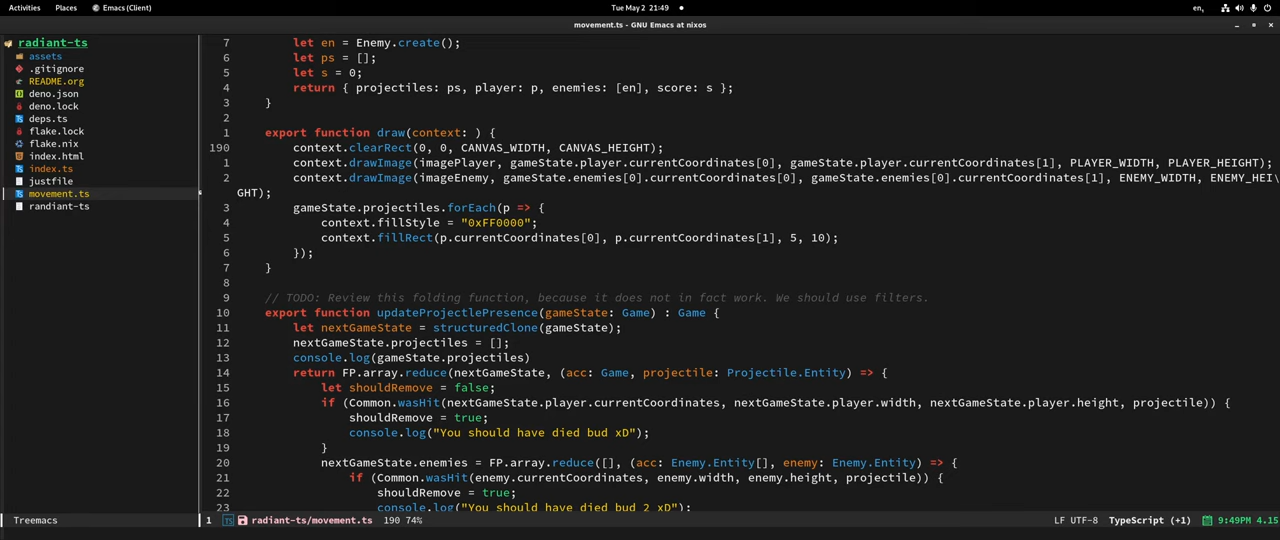 Activities Places Emacs (Client) Tue May 2 21:49 en,
movement.ts - GNU Emacs at nixos
radiant-ts
assets
.gitignore
README.org
deno.json
deno.lock
deps.ts
flake.lock
flake.nix
index.html
index.ts
justfile
movement.ts
randiant-ts
7 let en = Enemy.create();
6 let ps = [];
5 let s = 0;
4 return { projectiles: ps, player: p, enemies: [en], score: s };
3 }
2
1 export function draw(context: ) {
190 context.clearRect(0, 0, CANVAS_WIDTH, CANVAS_HEIGHT);
1 context.drawImage(imagePlayer, gameState.player.currentCoordinates[0], gameState.player.currentCoordinates[1], PLAYER_WIDTH, PLAYER_HEIGHT);
2 context.drawImage(imageEnemy, gameState.enemies[0].currentCoordinates[0], gameState.enemies[0].currentCoordinates[1], ENEMY_WIDTH, ENEMY_HEI\
GHT);
3 gameState.projectiles.forEach(p => {
4 context.fillStyle = "0xFF0000";
5 context.fillRect(p.currentCoordinates[0], p.currentCoordinates[1], 5, 10);
6 });
7 }
8
9 // TODO: Review this folding function, because it does not in fact work. We should use filters.
10 export function updateProjectlePresence(gameState: Game) : Game {
11 let nextGameState = structuredClone(gameState);
12 nextGameState.projectiles = [];
13 console.log(gameState.projectiles)
14 return FP.array.reduce(nextGameState, (acc: Game, projectile: Projectile.Entity) => {
15 let shouldRemove = false;
16 if (Common.wasHit(nextGameState.player.currentCoordinates, nextGameState.player.width, nextGameState.player.height, projectile)) {
17 shouldRemove = true;
18 console.log("You should have died bud xD");
19 }
20 nextGameState.enemies = FP.array.reduce([], (acc: Enemy.Entity[], enemy: Enemy.Entity) => {
21 if (Common.wasHit(enemy.currentCoordinates, enemy.width, enemy.height, projectile)) {
22 shouldRemove = true;
23 console.log("You should have died bud 2 xD");
Treemacs 1 TS radiant-ts/movement.ts 190 74% LF UTF-8 TypeScript (+1) 9:49PM 4.15